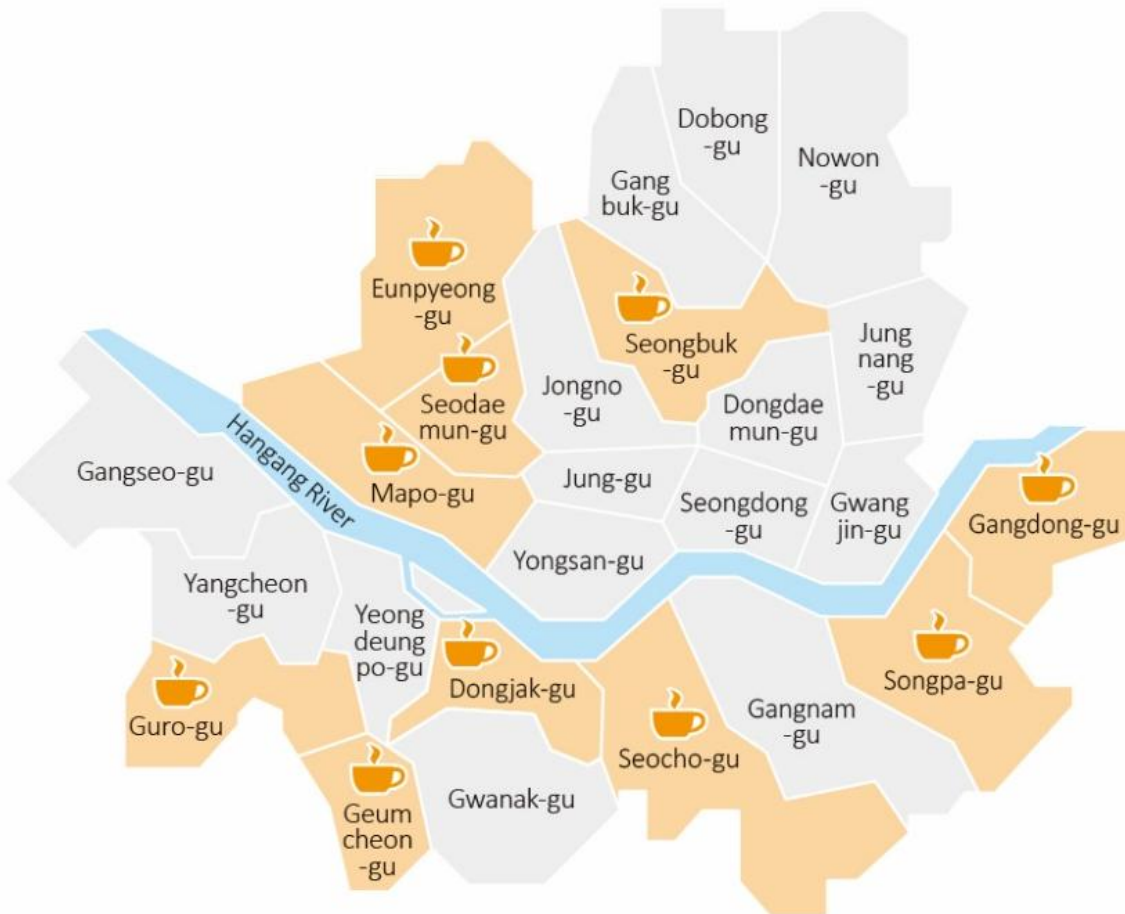 Dobong
-gu
Nowon
-gu
Gang
buk-gu
Eunpyeong
-gu
Seongbuk
-gu
Jung
nang
-gu
Seodae
mun-gu
Jongno
-gu
Dongdae
mun-gu
Hangang River
Gangseo-gu
Mapo-gu
Jung-gu
Seongdong
-gu
Gwang
jin-gu
Gangdong-gu
Yangcheon
-gu
Yongsan-gu
Yeong
deung
po-gu
Dongjak-gu
Songpa-gu
Guro-gu
Gangnam
-gu
Seocho-gu
Geum
cheon
-gu
Gwanak-gu